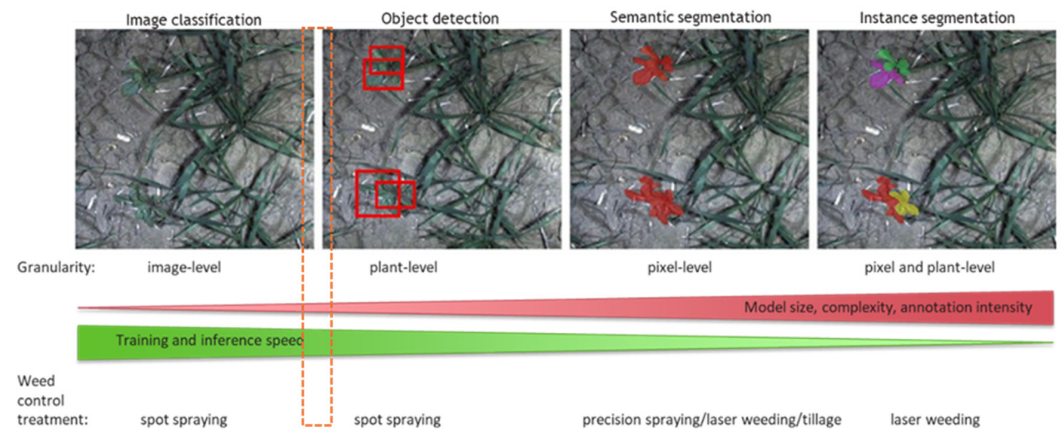 Image classification
Object detection
Semantic segmentation
Instance segmentation
Granularity:
image-level
plant-level
pixel-level
pixel and plant-level
Model size, complexity, annotation intensity
Training and inference speed
Weed
control
treatment:
spot spraying
spot spraying
precision spraying/laser weeding/tillage
laser weeding